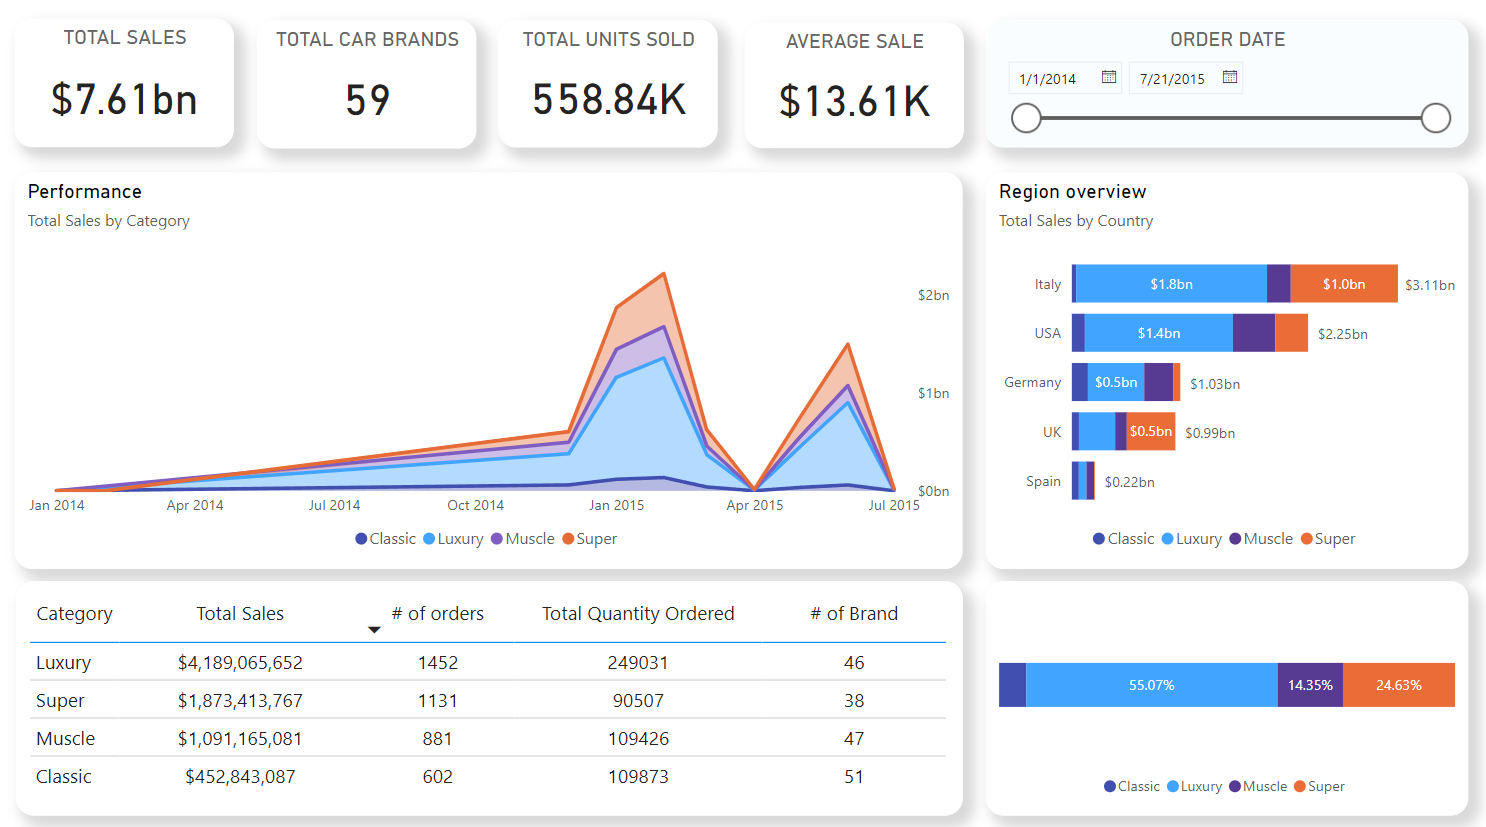 TOTAL SALES
$7.61bn
TOTAL CAR BRANDS
59
TOTAL UNITS SOLD
558.84K
AVERAGE SALE
$13.61K
ORDER DATE
1/1/2014 7/21/2015
Performance
Total Sales by Category
$2bn
$1bn
$0bn
Jan 2014 Apr 2014 Jul 2014 Oct 2014 Jan 2015 Apr 2015 Jul 2015
Classic Luxury Muscle Super
Region overview
Total Sales by Country
Italy $1.8bn $1.0bn $3.11bn
USA $1.4bn $2.25bn
Germany $0.5bn $1.03bn
UK $0.5bn $0.99bn
Spain $0.22bn
Classic Luxury Muscle Super
Category Total Sales # of orders Total Quantity Ordered # of Brand
Luxury $4,189,065,652 1452 249031 46
Super $1,873,413,767 1131 90507 38
Muscle $1,091,165,081 881 109426 47
Classic $452,843,087 602 109873 51
55.07% 14.35% 24.63%
Classic Luxury Muscle Super